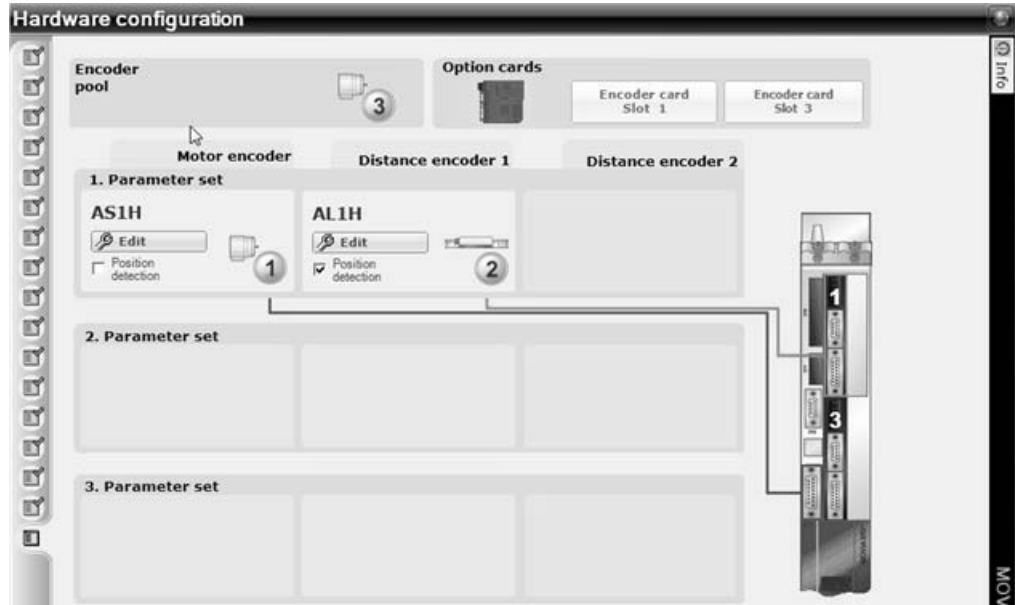 Hardware configuration
Info
Encoder
pool
3
Option cards
Encoder card
Slot 1
Encoder card
Slot 3
Motor encoder
Distance encoder 1
Distance encoder 2
1. Parameter set
AS1H
Edit
Position
detection
1
AL1H
Edit
Position
detection
2
1
2. Parameter set
3
3. Parameter set
MOV